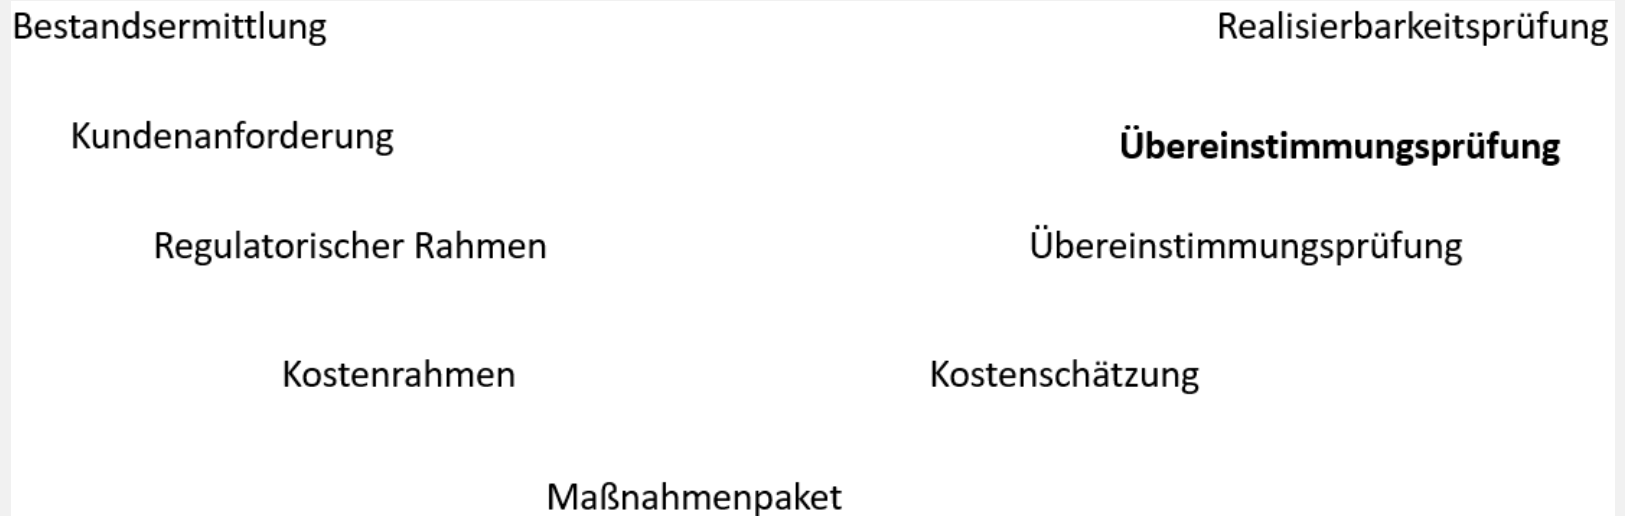 Bestandsermittlung
Realisierbarkeitsprüfung
Kundenanforderung
Übereinstimmungsprüfung
Regulatorischer Rahmen
Übereinstimmungsprüfung
Kostenrahmen
Kostenschätzung
Maßnahmenpaket